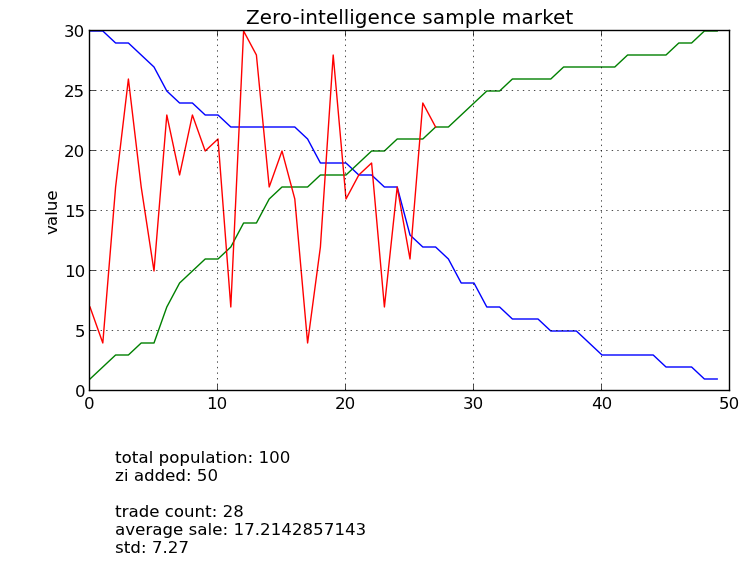 Zero-intelligence sample market
30
25
20
15
10
5
0
value
0 10 20 30 40 50
total population: 100
zi added: 50
trade count: 28
average sale: 17.2142857143
std: 7.27